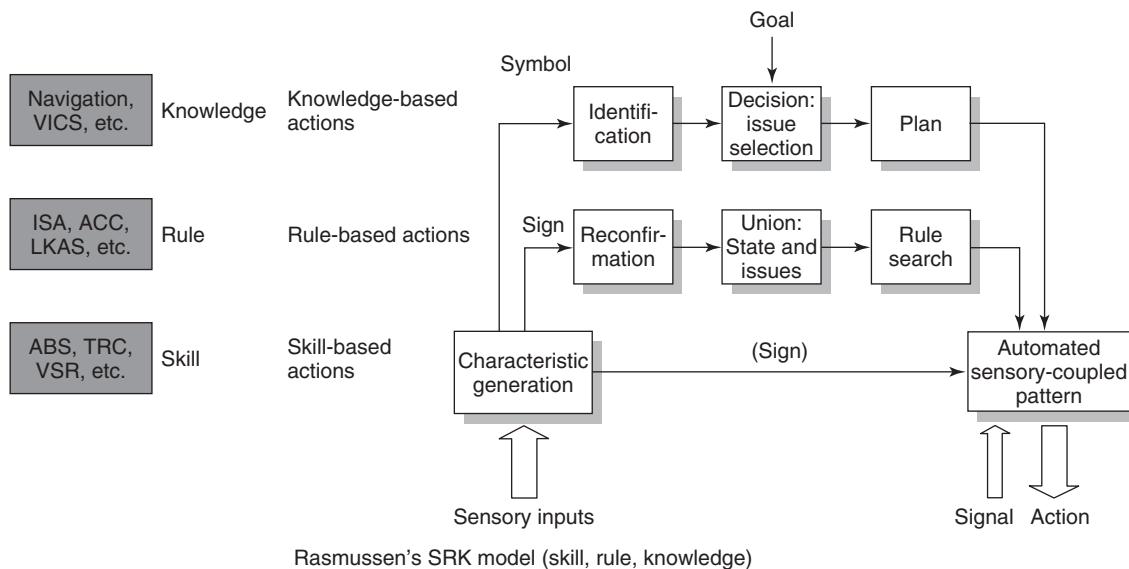 Goal
Symbol
Navigation,
VICS, etc.
Knowledge
Knowledge-based
actions
Identifi-
cation
Decision:
issue
selection
Plan
ISA, ACC,
LKAS, etc.
Rule
Rule-based actions
Sign
Reconfir-
mation
Union:
State and
issues
Rule
search
ABS, TRC,
VSR, etc.
Skill
Skill-based
actions
Characteristic
generation
(Sign)
Automated
sensory-coupled
pattern
Sensory inputs
Signal
Action
Rasmussen's SRK model (skill, rule, knowledge)